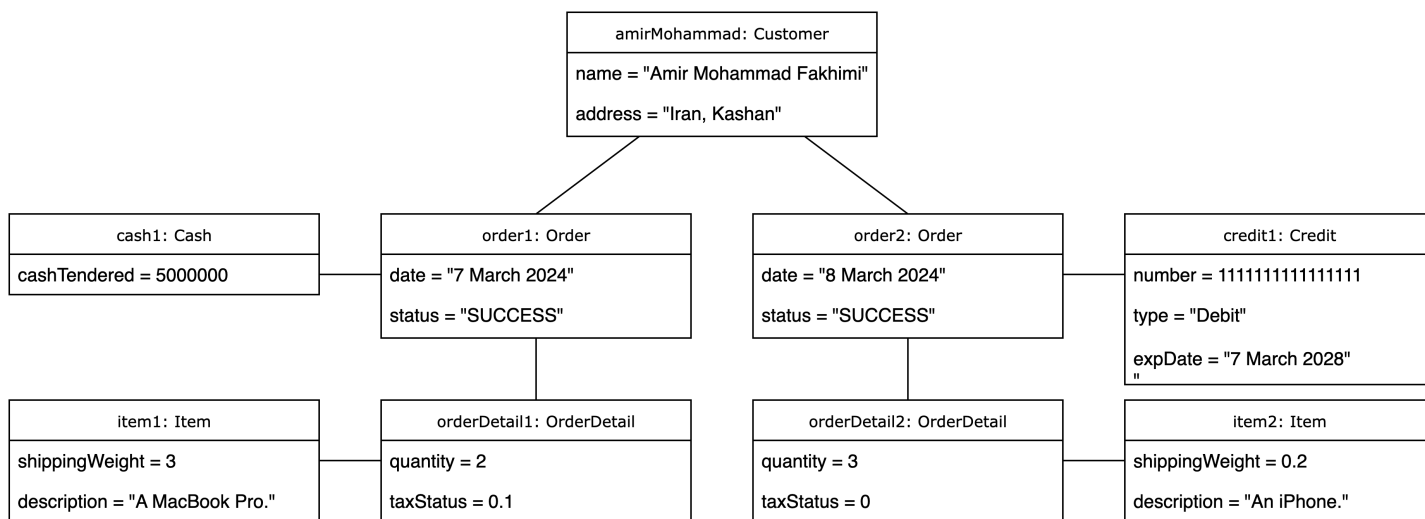 amirMohammad: Customer
name = "Amir Mohammad Fakhimi"
address = "Iran, Kashan"
cash1: Cash
cashTendered = 5000000
order1: Order
date = "7 March 2024"
status = "SUCCESS"
order2: Order
date = "8 March 2024"
status = "SUCCESS"
credit1: Credit
number = 1111111111111111
type = "Debit"
expDate = "7 March 2028"
"
item1: Item
shippingWeight = 3
description = "A MacBook Pro."
orderDetail1: OrderDetail
quantity = 2
taxStatus = 0.1
orderDetail2: OrderDetail
quantity = 3
taxStatus = 0
item2: Item
shippingWeight = 0.2
description = "An iPhone."